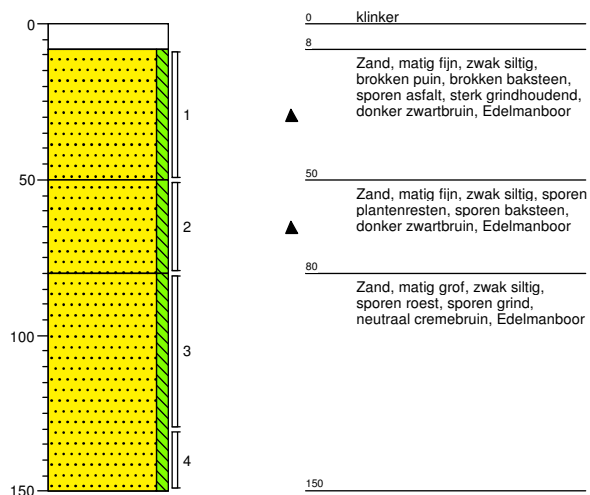 0
50
100
150
1
2
3
4
0 klinker
8
Zand, matig fijn, zwak siltig,
brokken puin, brokken baksteen,
sporen asfalt, sterk grindhoudend,
donker zwartbruin, Edelmanboor
50
Zand, matig fijn, zwak siltig, sporen
plantenresten, sporen baksteen,
donker zwartbruin, Edelmanboor
80
Zand, matig grof, zwak siltig,
sporen roest, sporen grind,
neutraal cremebruin, Edelmanboor
150